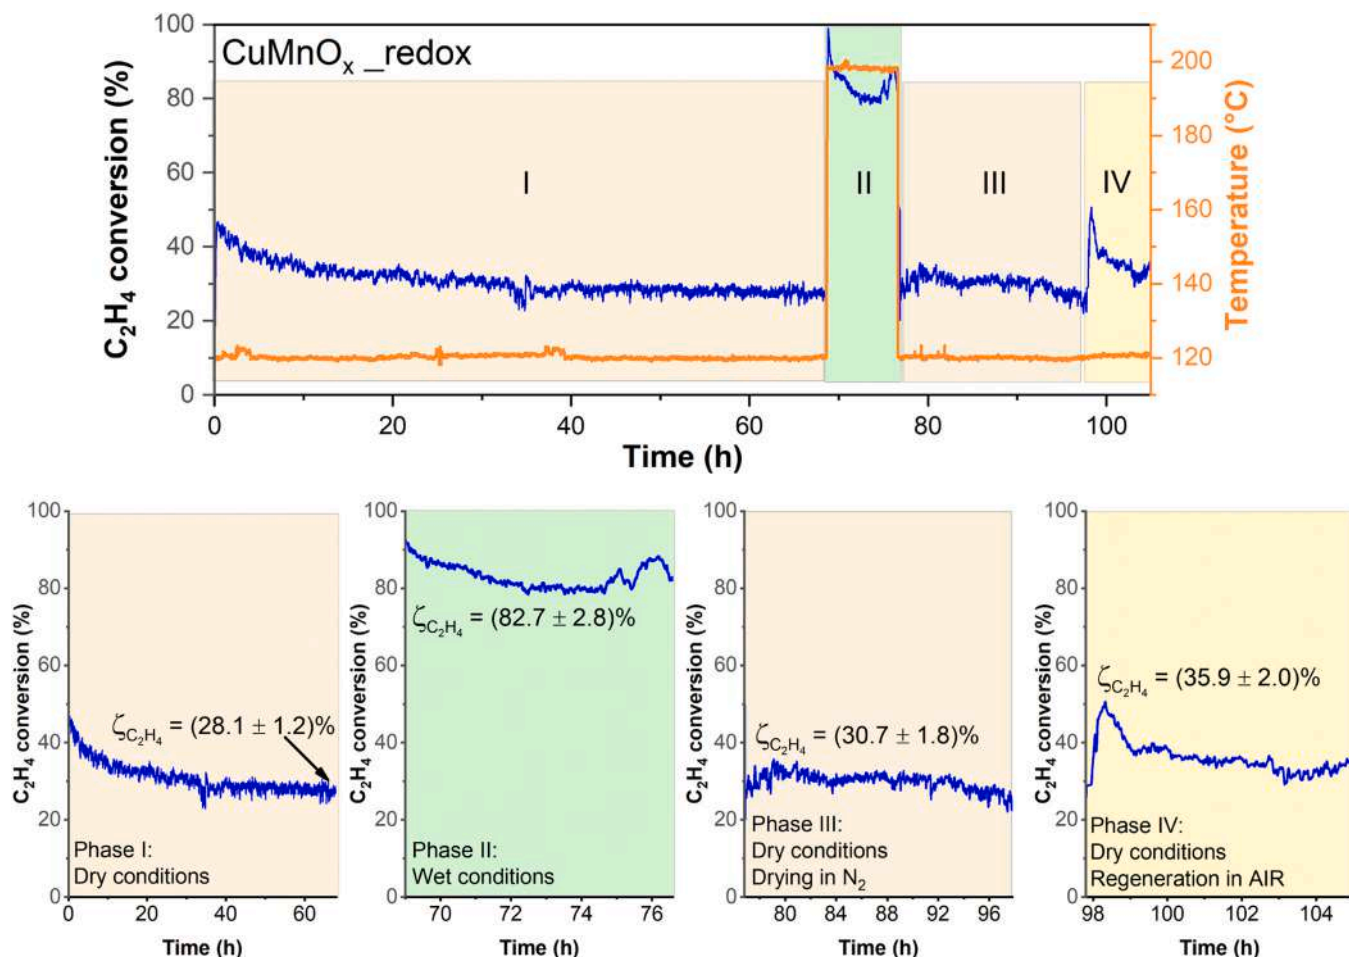 CuMnOₓ _redox
C₂H₄ conversion (%)
100
80
60
40
20
0
I
II
III
IV
200
180
160
140
120
Temperature (°C)
0
20
40
60
80
100
Time (h)
C₂H₄ conversion (%)
100
80
60
40
20
0
ζC₂H₄ = (28.1 ± 1.2)%
Phase I:
Dry conditions
0
20
40
60
Time (h)
C₂H₄ conversion (%)
100
80
60
40
20
0
ζC₂H₄ = (82.7 ± 2.8)%
Phase II:
Wet conditions
70
72
74
76
Time (h)
C₂H₄ conversion (%)
100
80
60
40
20
0
ζC₂H₄ = (30.7 ± 1.8)%
Phase III:
Dry conditions
Drying in N₂
80
84
88
92
96
Time (h)
C₂H₄ conversion (%)
100
80
60
40
20
0
ζC₂H₄ = (35.9 ± 2.0)%
Phase IV:
Dry conditions
Regeneration in AIR
98
100
102
104
Time (h)